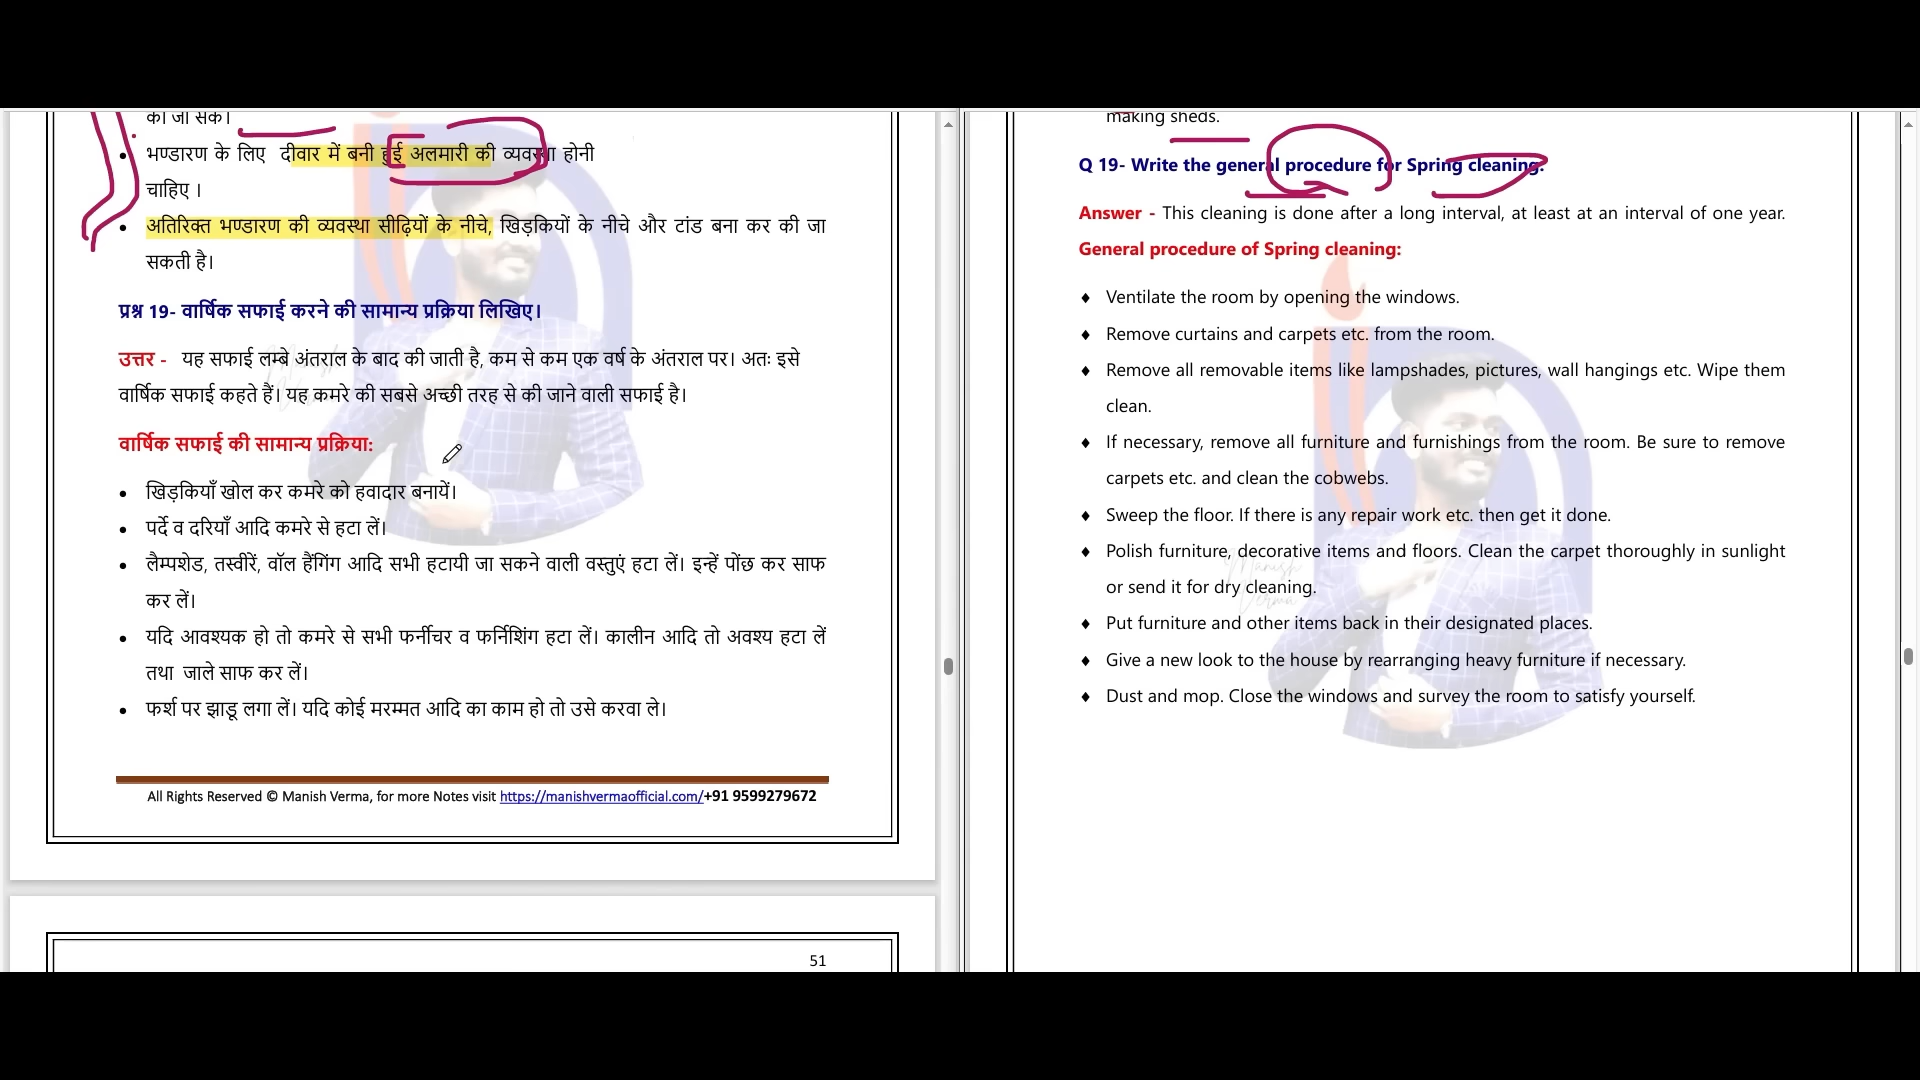 की जा सके।
भण्डारण के लिए दीवार में बनी हुई अलमारी की व्यवस्था होनी
चाहिए ।
अतिरिक्त भण्डारण की व्यवस्था सीढ़ियों के नीचे, खिड़कियों के नीचे और टांड बना कर की जा
सकती है।
प्रश्न 19- वार्षिक सफाई करने की सामान्य प्रक्रिया लिखिए।
उत्तर - यह सफाई लम्बे अंतराल के बाद की जाती है, कम से कम एक वर्ष के अंतराल पर। अतः इसे
वार्षिक सफाई कहते हैं। यह कमरे की सबसे अच्छी तरह से की जाने वाली सफाई है।
वार्षिक सफाई की सामान्य प्रक्रिया:
खिड़कियाँ खोल कर कमरे को हवादार बनायें।
पर्दे व दरियाँ आदि कमरे से हटा लें।
लैम्पशेड, तस्वीरें, वॉल हैंगिंग आदि सभी हटायी जा सकने वाली वस्तुएं हटा लें। इन्हें पोंछ कर साफ
कर लें।
यदि आवश्यक हो तो कमरे से सभी फर्नीचर व फर्निशिंग हटा लें। कालीन आदि तो अवश्य हटा लें
तथा जाले साफ कर लें।
फर्श पर झाडू लगा लें। यदि कोई मरम्मत आदि का काम हो तो उसे करवा ले।
All Rights Reserved © Manish Verma, for more Notes visit https://manishvermaofficial.com/+91 9599279672
51
making sheds.
Q 19- Write the general procedure for Spring cleaning.
Answer - This cleaning is done after a long interval, at least at an interval of one year.
General procedure of Spring cleaning:
♦ Ventilate the room by opening the windows.
♦ Remove curtains and carpets etc. from the room.
♦ Remove all removable items like lampshades, pictures, wall hangings etc. Wipe them
clean.
♦ If necessary, remove all furniture and furnishings from the room. Be sure to remove
carpets etc. and clean the cobwebs.
♦ Sweep the floor. If there is any repair work etc. then get it done.
♦ Polish furniture, decorative items and floors. Clean the carpet thoroughly in sunlight
or send it for dry cleaning.
♦ Put furniture and other items back in their designated places.
♦ Give a new look to the house by rearranging heavy furniture if necessary.
♦ Dust and mop. Close the windows and survey the room to satisfy yourself.
Manish
Verma